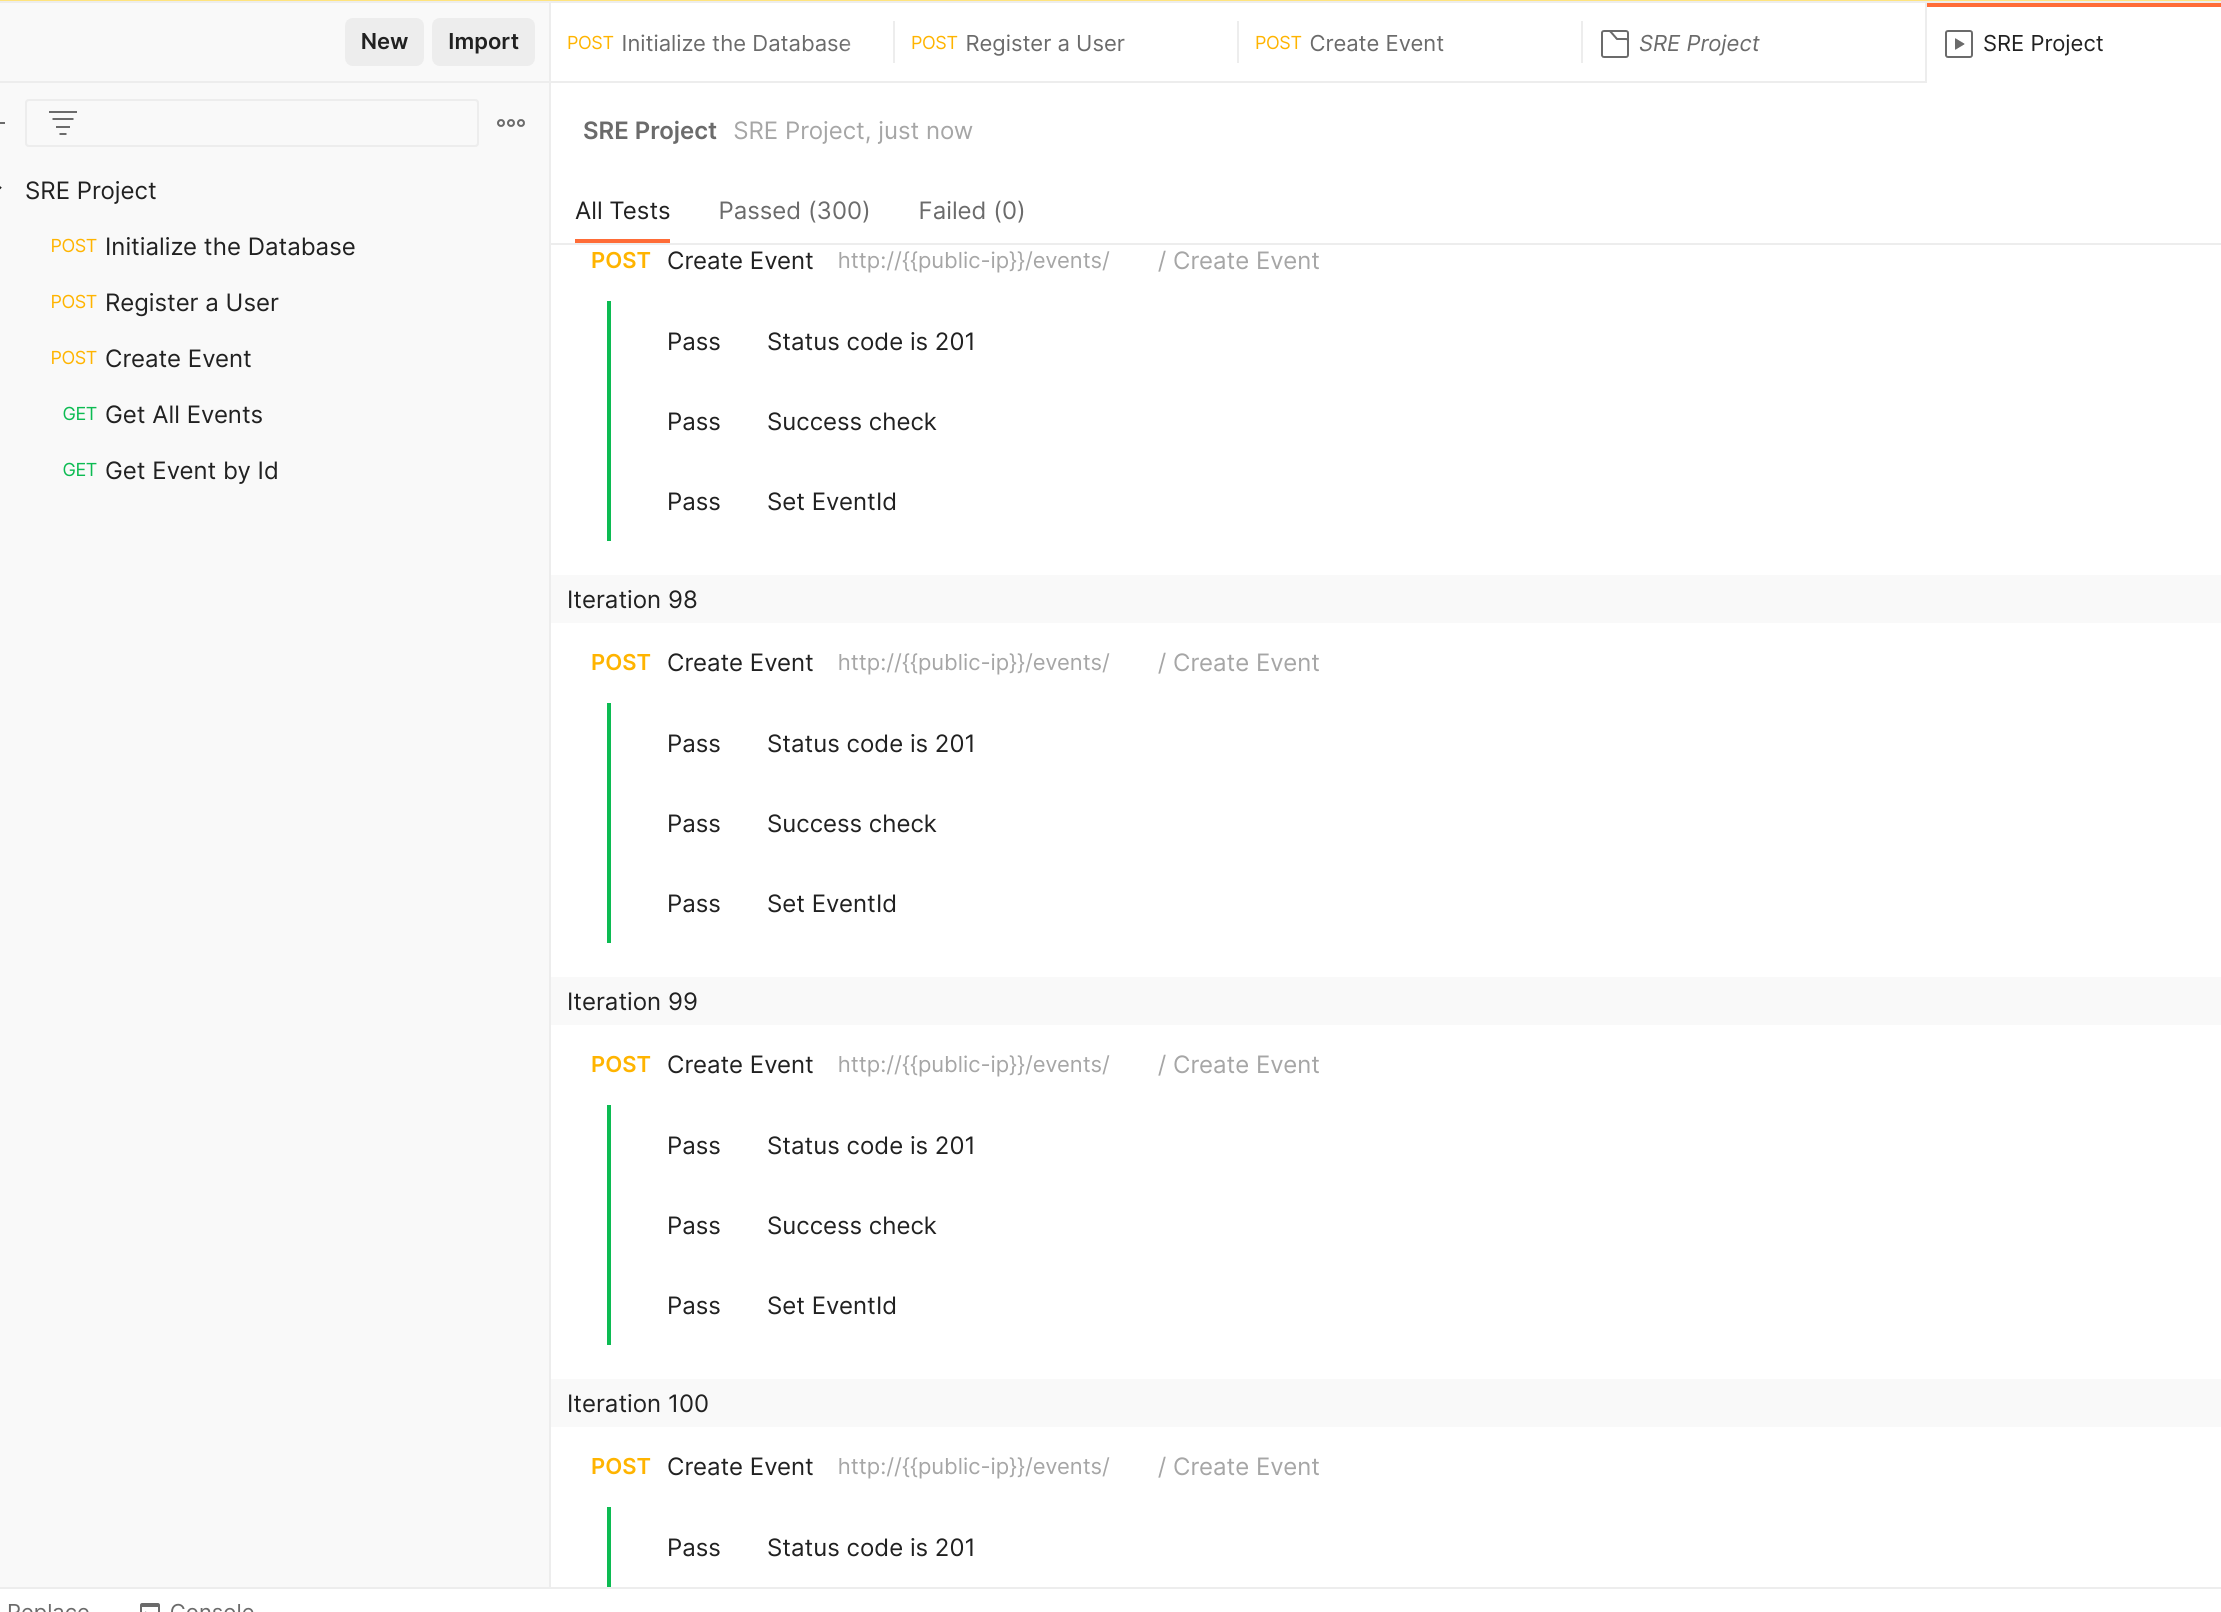 New Import
POST Initialize the Database
POST Register a User
POST Create Event
SRE Project
SRE Project
SRE Project
POST Initialize the Database
POST Register a User
POST Create Event
GET Get All Events
GET Get Event by Id
SRE Project SRE Project, just now
All Tests Passed (300) Failed (0)
POST Create Event http://{{public-ip}}/events/ / Create Event
Pass Status code is 201
Pass Success check
Pass Set EventId
Iteration 98
POST Create Event http://{{public-ip}}/events/ / Create Event
Pass Status code is 201
Pass Success check
Pass Set EventId
Iteration 99
POST Create Event http://{{public-ip}}/events/ / Create Event
Pass Status code is 201
Pass Success check
Pass Set EventId
Iteration 100
POST Create Event http://{{public-ip}}/events/ / Create Event
Pass Status code is 201
Replace Console